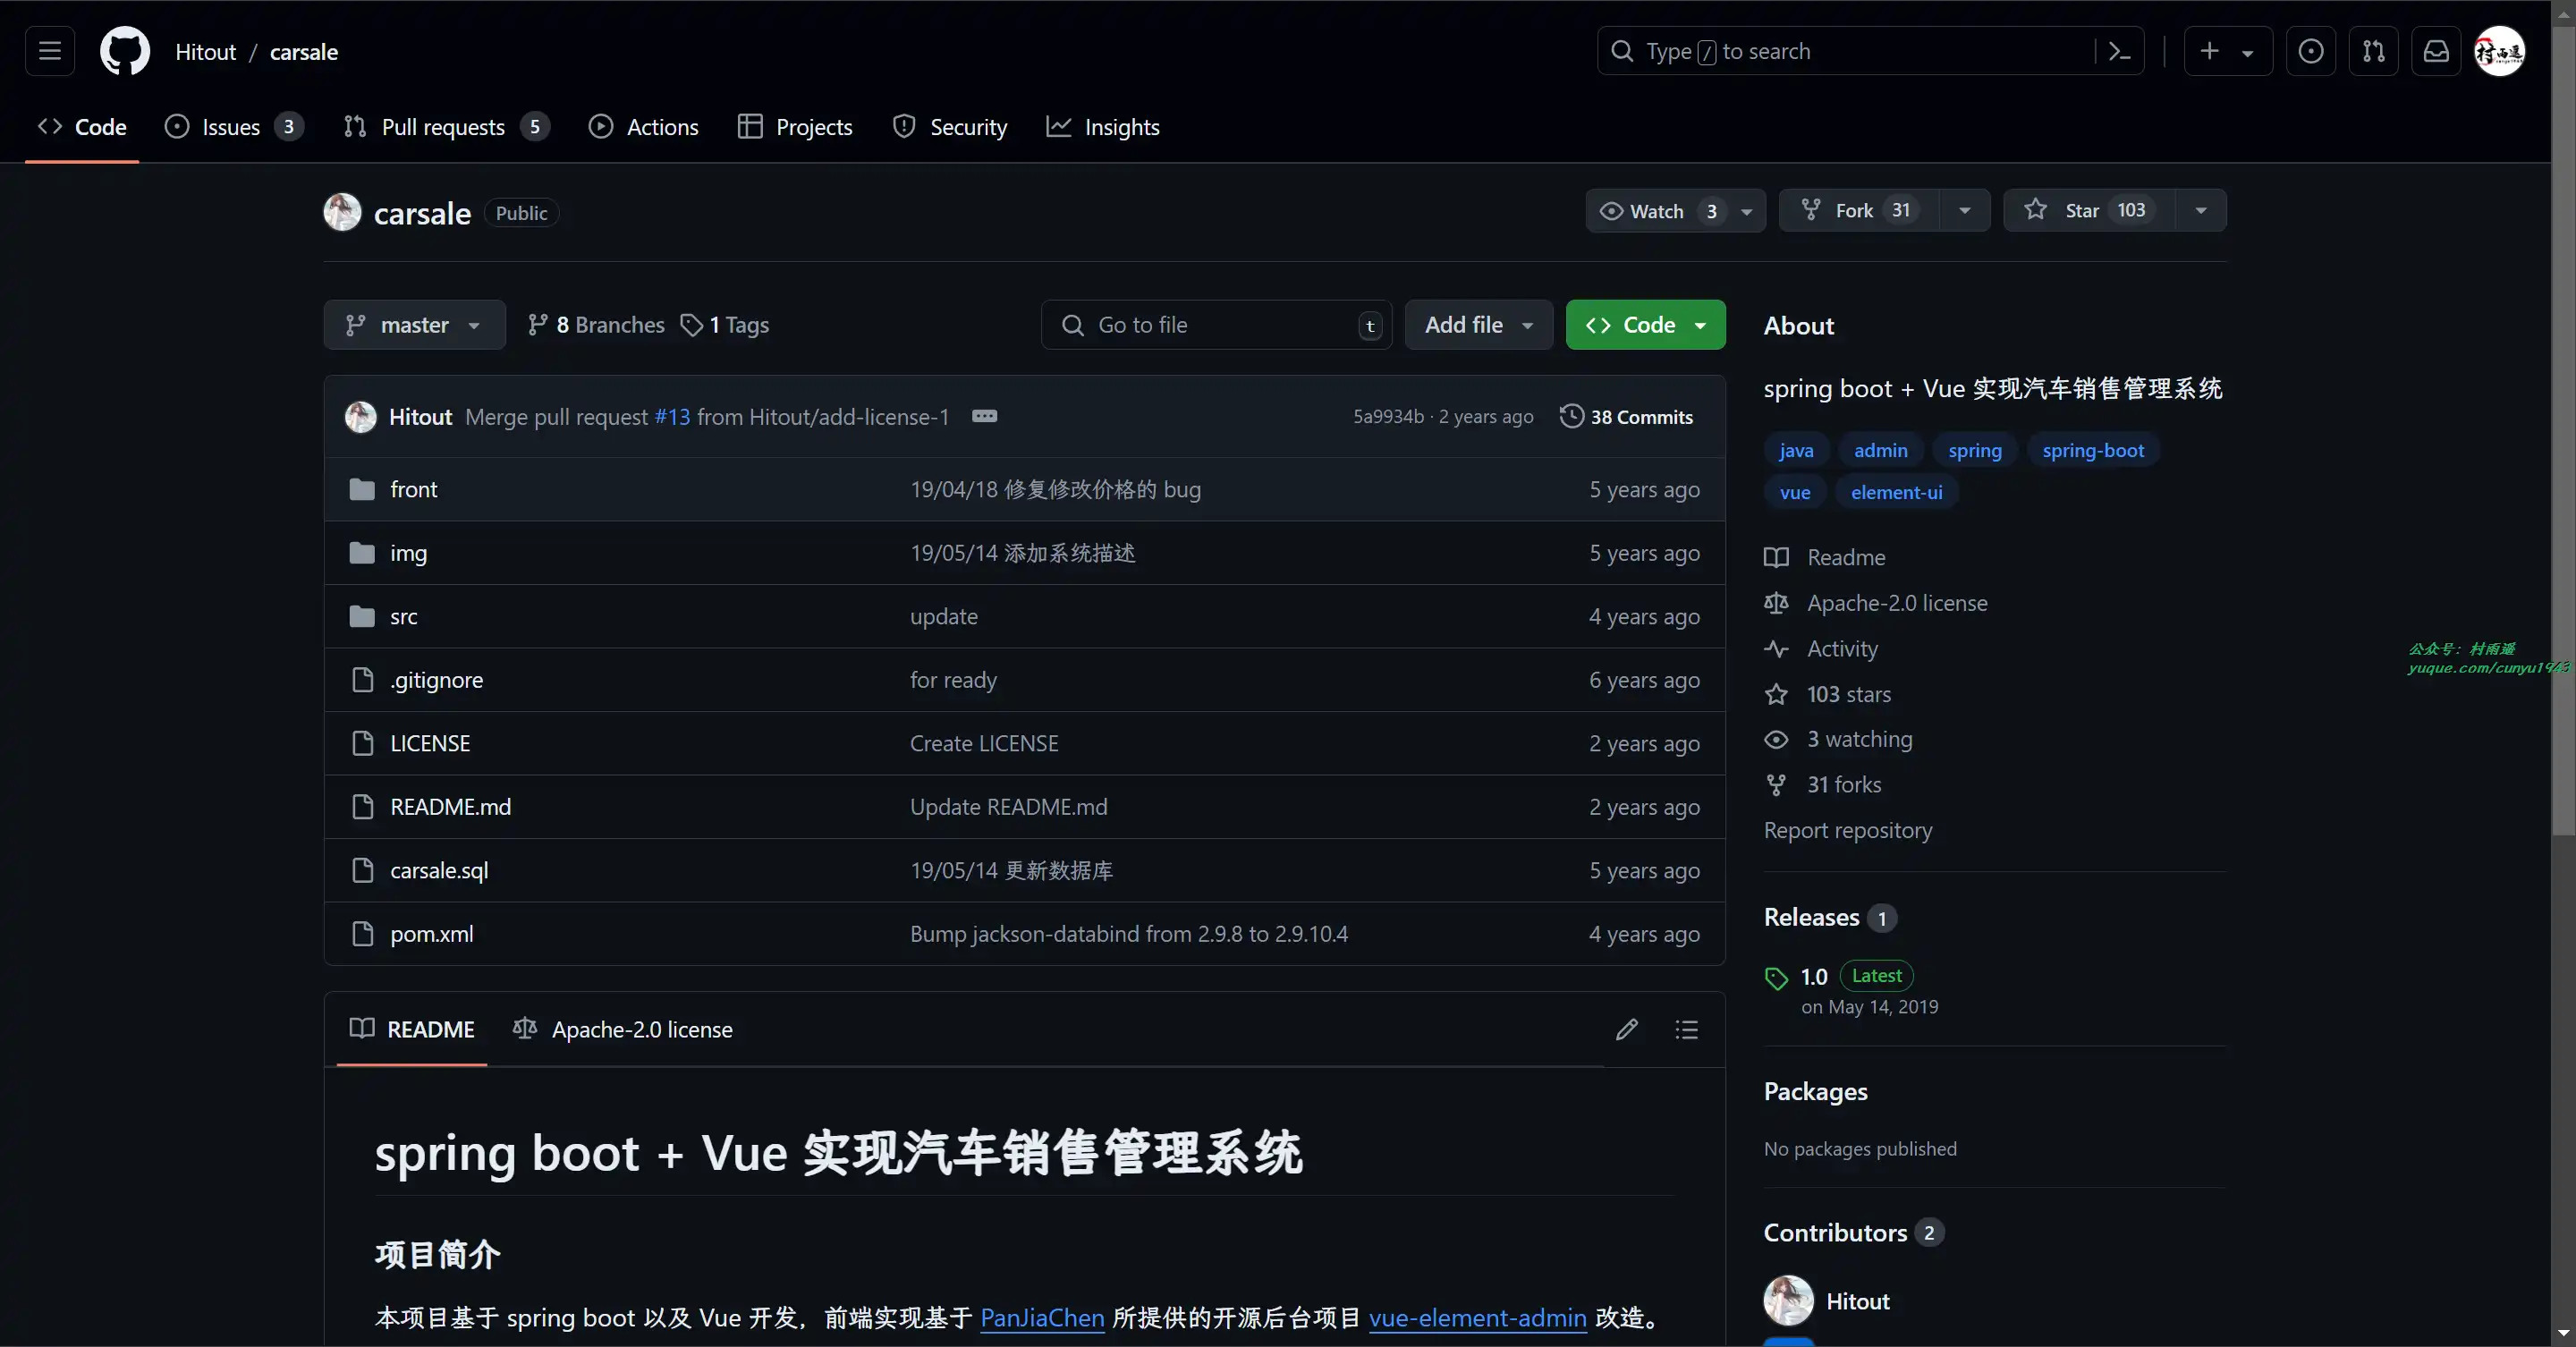 Hitout / carsale
Type / to search
Code
Issues 3
Pull requests 5
Actions
Projects
Security
Insights
carsale Public
Watch 3
Fork 31
Star 103
master
8 Branches
1 Tags
Go to file t
Add file
Code
Hitout Merge pull request #13 from Hitout/add-license-1
5a9934b · 2 years ago
38 Commits
front 19/04/18 修复修改价格的 bug 5 years ago
img 19/05/14 添加系统描述 5 years ago
src update 4 years ago
.gitignore for ready 6 years ago
LICENSE Create LICENSE 2 years ago
README.md Update README.md 2 years ago
carsale.sql 19/05/14 更新数据库 5 years ago
pom.xml Bump jackson-databind from 2.9.8 to 2.9.10.4 4 years ago
README
Apache-2.0 license
spring boot + Vue 实现汽车销售管理系统
项目简介
本项目基于 spring boot 以及 Vue 开发，前端实现基于 PanJiaChen 所提供的开源后台项目 vue-element-admin 改造。
About
spring boot + Vue 实现汽车销售管理系统
java admin spring spring-boot
vue element-ui
Readme
Apache-2.0 license
Activity
103 stars
3 watching
31 forks
Report repository
Releases 1
1.0 Latest
on May 14, 2019
Packages
No packages published
Contributors 2
Hitout
公众号：村雨遥
yuque.com/cunyu1943
村雨遥